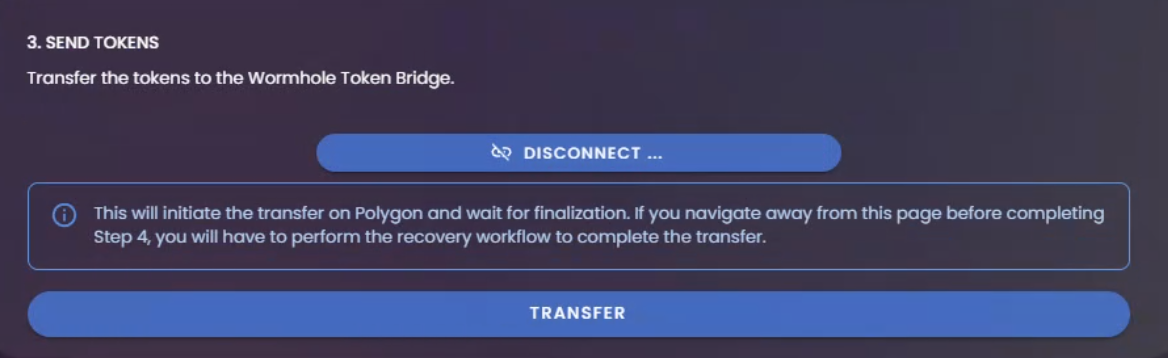 3. SEND TOKENS
Transfer the tokens to the Wormhole Token Bridge.
DISCONNECT ...
This will initiate the transfer on Polygon and wait for finalization. If you navigate away from this page before completing
Step 4, you will have to perform the recovery workflow to complete the transfer.
TRANSFER